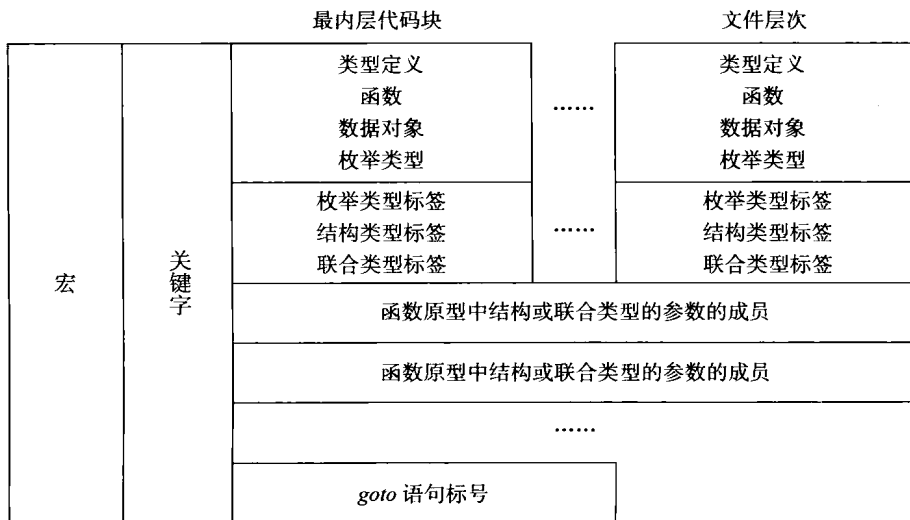 最内层代码块
文件层次
宏
关键字
类型定义
函数
数据对象
枚举类型
……
类型定义
函数
数据对象
枚举类型
枚举类型标签
结构类型标签
联合类型标签
……
枚举类型标签
结构类型标签
联合类型标签
函数原型中结构或联合类型的参数的成员
函数原型中结构或联合类型的参数的成员
……
goto 语句标号